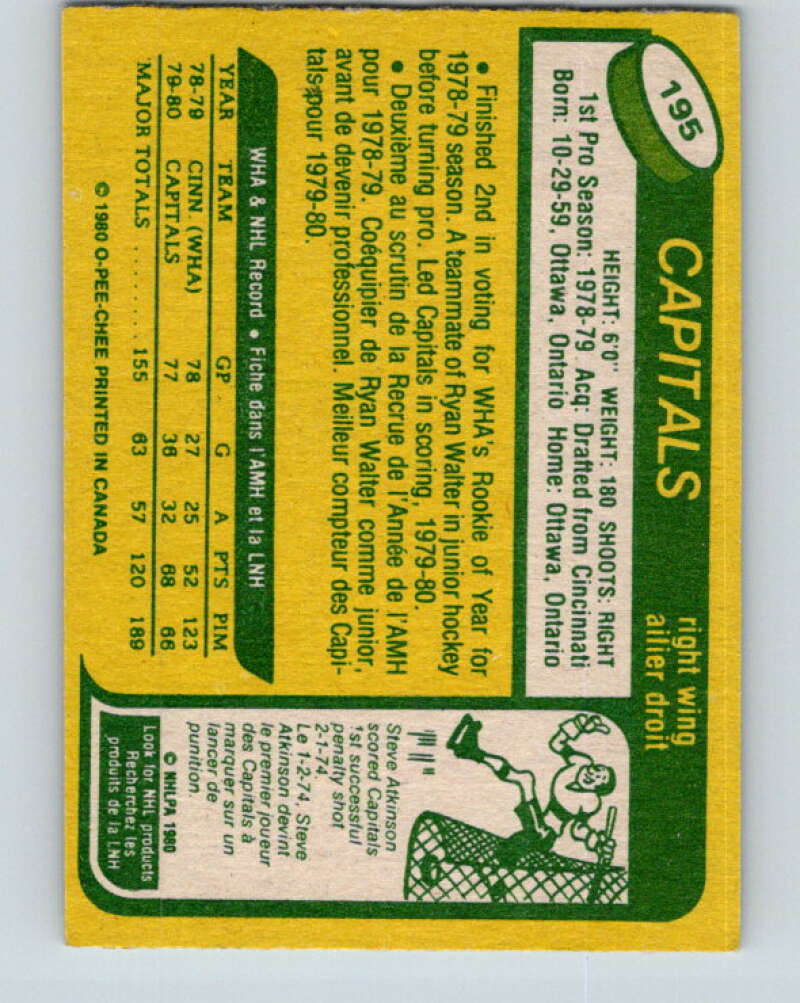 195
CAPITALS
right wing
ailier droit
HEIGHT: 6'0" WEIGHT: 180 SHOOTS: RIGHT
1st Pro Season: 1978-79 Acq: Drafted from Cincinnati
Born: 10-29-59, Ottawa, Ontario Home: Ottawa, Ontario
• Finished 2nd in voting for WHA's Rookie of Year for
1978-79 season. A teammate of Ryan Walter in junior hockey
before turning pro. Led Capitals in scoring, 1979-80.
• Deuxième au scrutin de la Recrue de l'Année de l'AMH
pour 1978-79. Coéquipier de Ryan Walter comme junior,
avant de devenir professionnel. Meilleur compteur des Capi-
tals pour 1979-80.
WHA & NHL Record • Fiche dans l'AMH et la LNH
YEAR TEAM GP G A PTS PIM
78-79 CINN. (WHA) 78 27 25 52 123
79-80 CAPITALS 77 36 32 68 66
MAJOR TOTALS ........ 155 63 57 120 189
© 1980 O-PEE-CHEE PRINTED IN CANADA
Steve Atkinson
scored Capitals
1st successful
penalty shot
2-1-74.
Le 1-2-74, Steve
Atkinson devint
le premier joueur
des Capitals à
marquer sur un
lancer de
punition.
© NHLPA 1980
Look for NHL products
Recherchez les
produits de la LNH